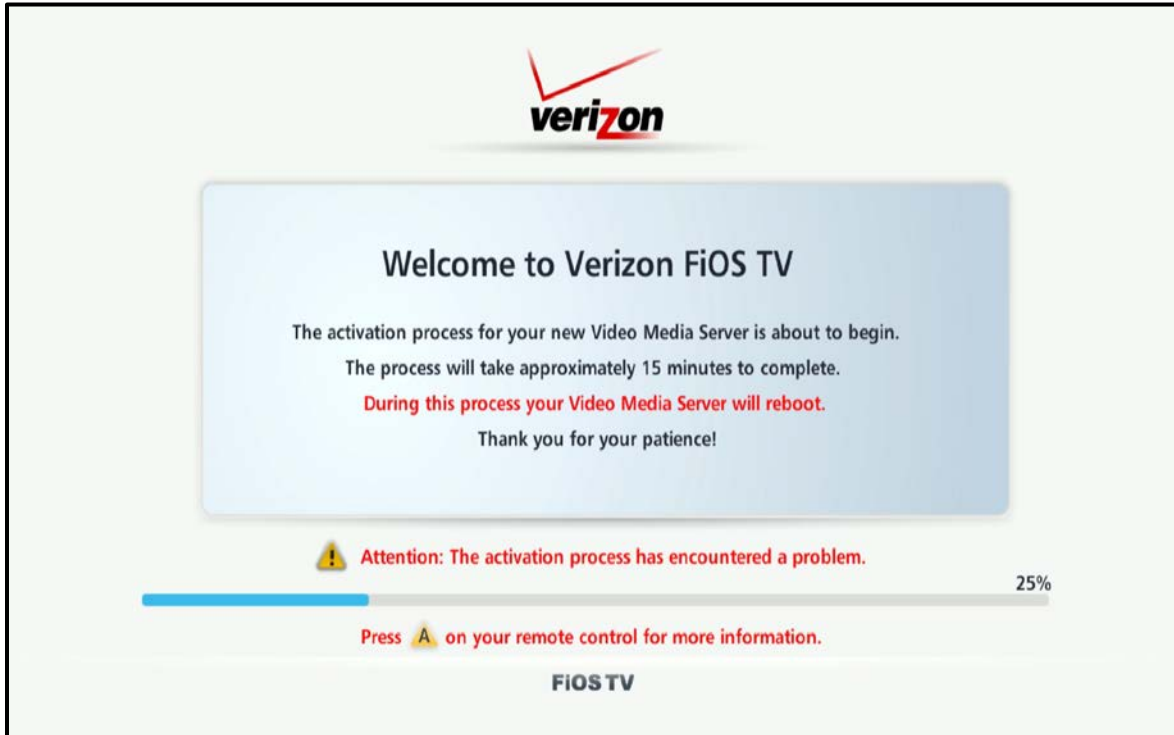 verizon
Welcome to Verizon FiOS TV
The activation process for your new Video Media Server is about to begin.
The process will take approximately 15 minutes to complete.
During this process your Video Media Server will reboot.
Thank you for your patience!
Attention: The activation process has encountered a problem.
25%
Press A on your remote control for more information.
FiOS TV